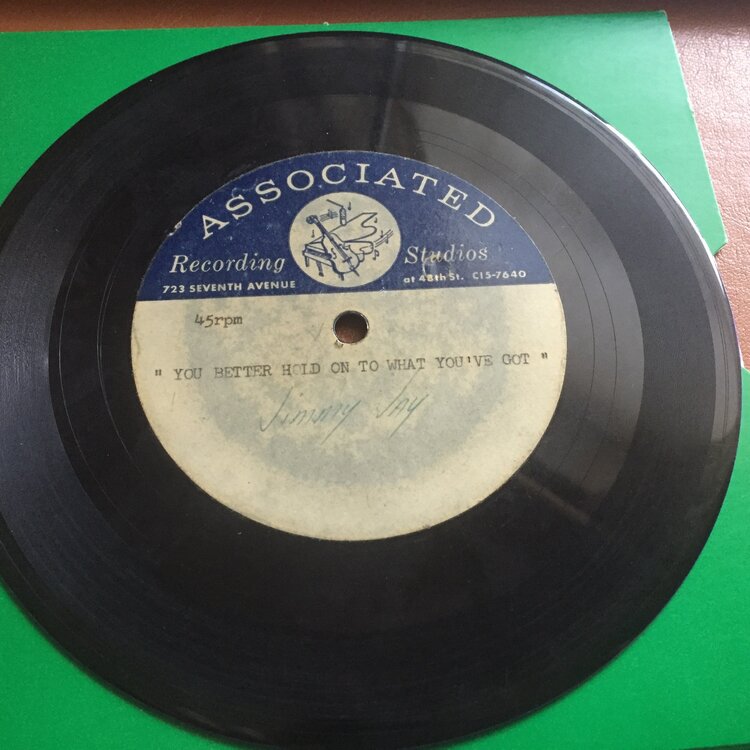 ASSOCIATED
Recording Studios
723 SEVENTH AVENUE at 48th St. CI5-7640
45rpm
" YOU BETTER HOLD ON TO WHAT YOU'VE GOT "
Jimmy Jay